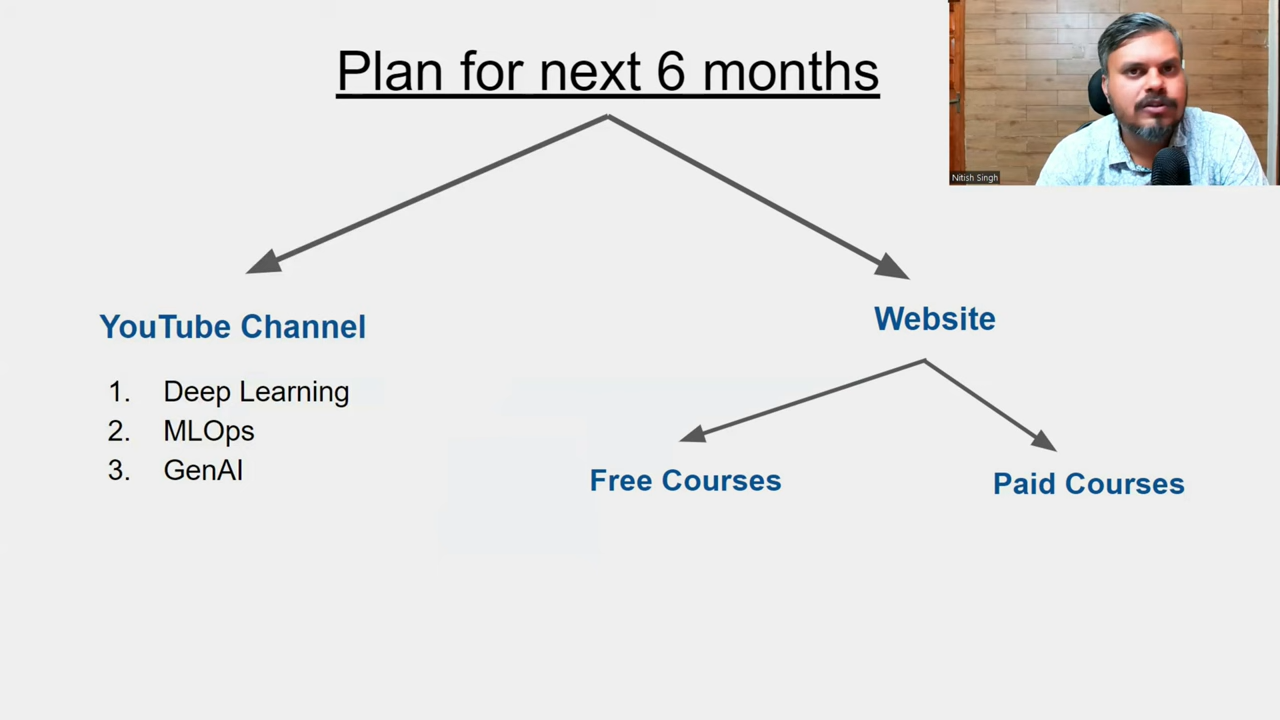 Plan for next 6 months
Nitish Singh
YouTube Channel
1. Deep Learning
2. MLOps
3. GenAI
Website
Free Courses
Paid Courses